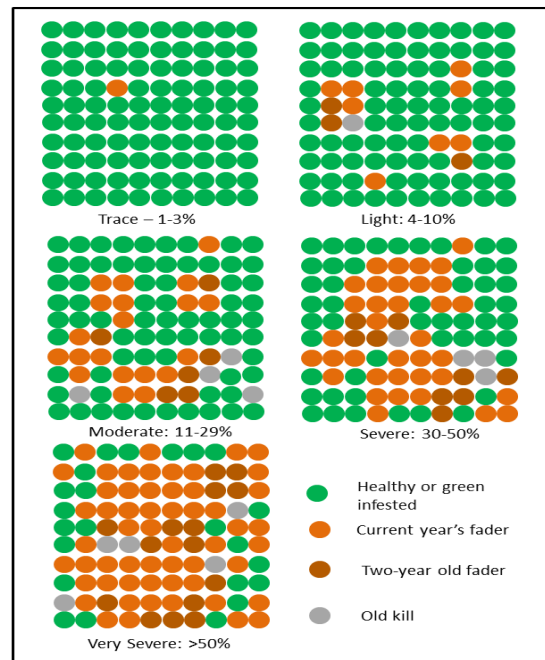 Trace – 1-3%
Light: 4-10%
Moderate: 11-29%
Severe: 30-50%
Very Severe: >50%
Healthy or green
infested
Current year's fader
Two-year old fader
Old kill